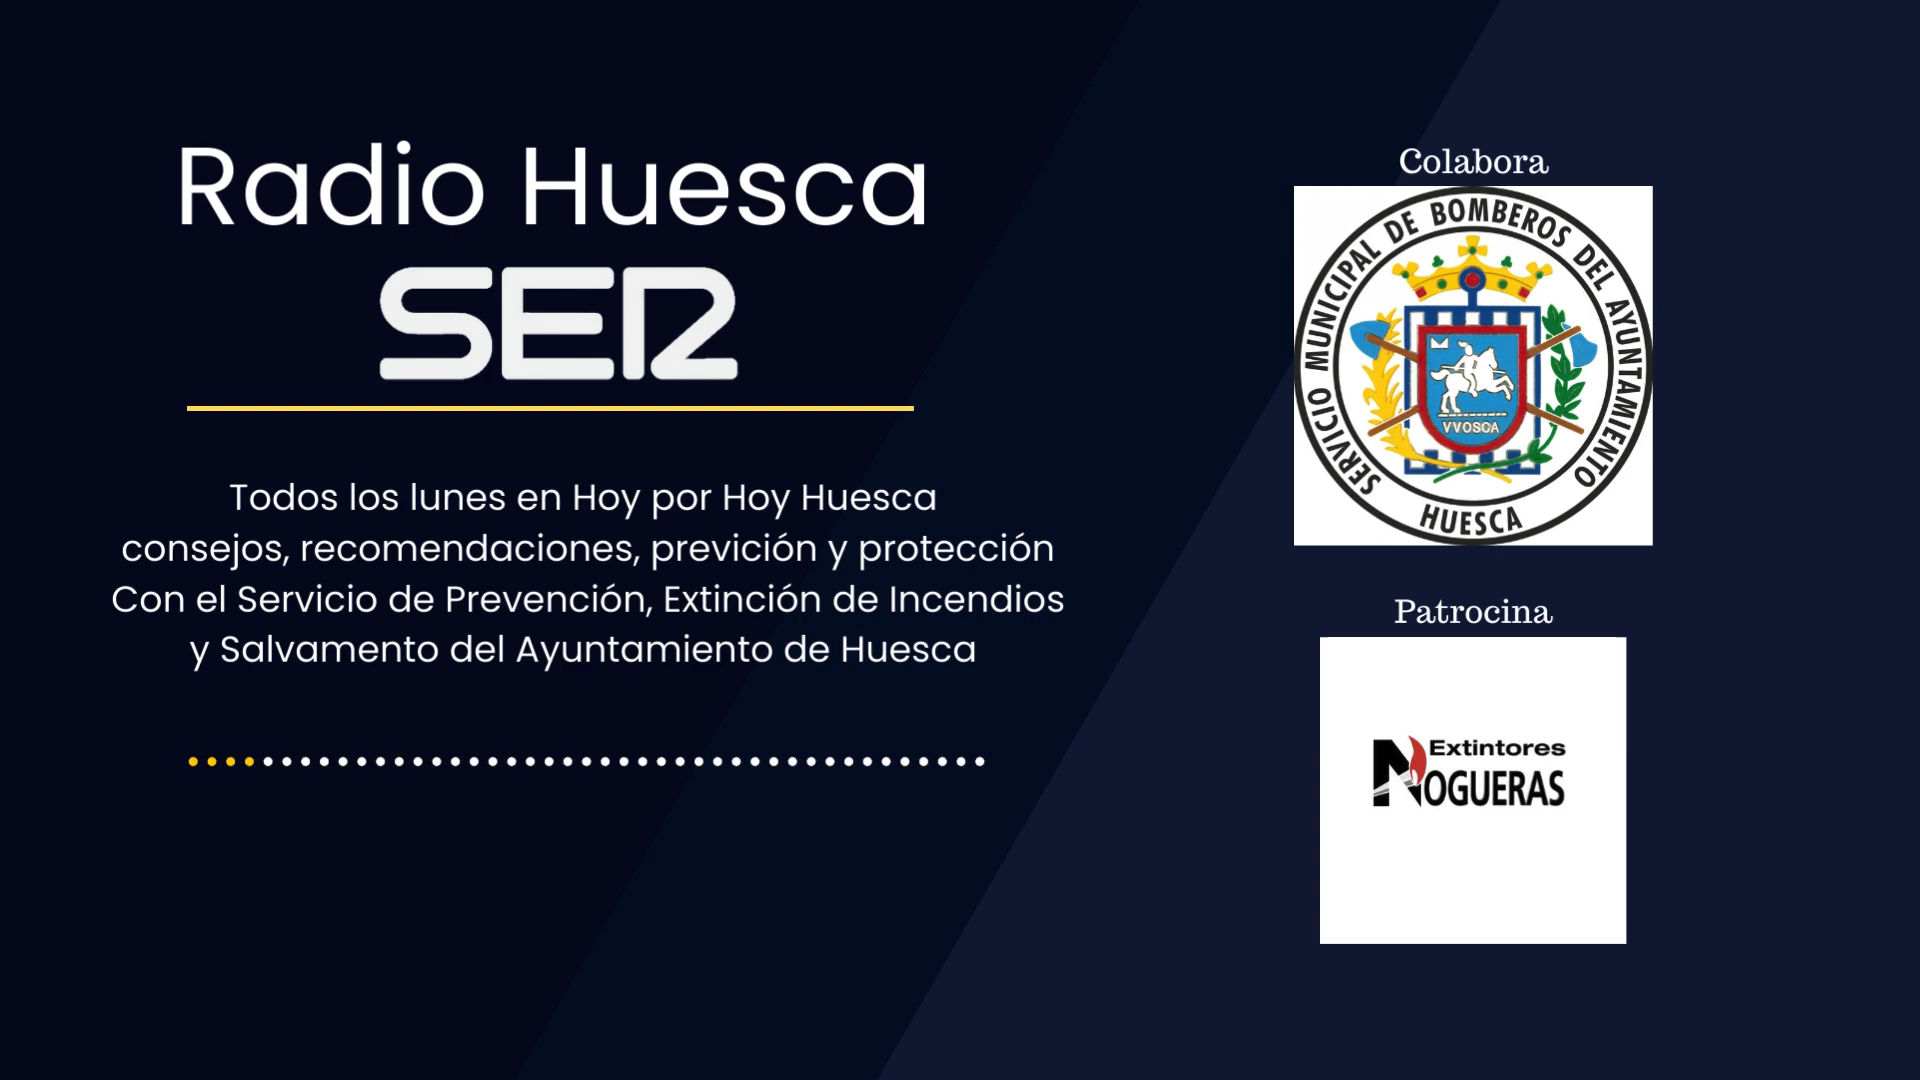 Radio Huesca
SER
Todos los lunes en Hoy por Hoy Huesca
consejos, recomendaciones, previción y protección
Con el Servicio de Prevención, Extinción de Incendios
y Salvamento del Ayuntamiento de Huesca
Colabora
SERVICIO MUNICIPAL DE BOMBEROS DEL AYUNTAMIENTO
VVOSCA
HUESCA
Patrocina
Extintores
NOGUERAS